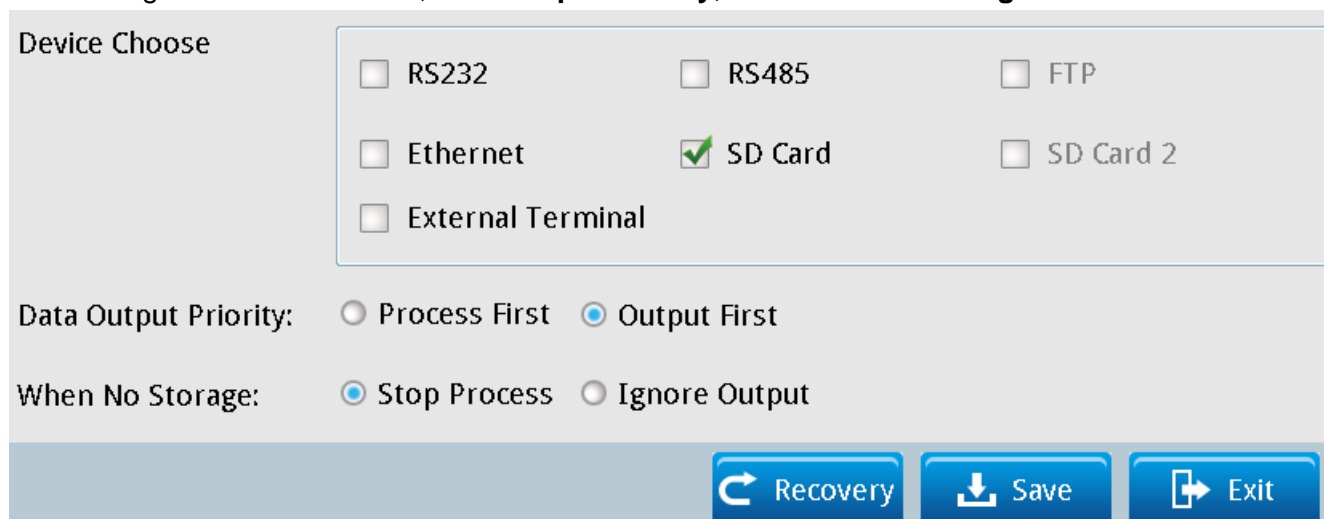 Device Choose
RS232 RS485 FTP
Ethernet SD Card SD Card 2
External Terminal
Data Output Priority: Process First Output First
When No Storage: Stop Process Ignore Output
Recovery Save Exit